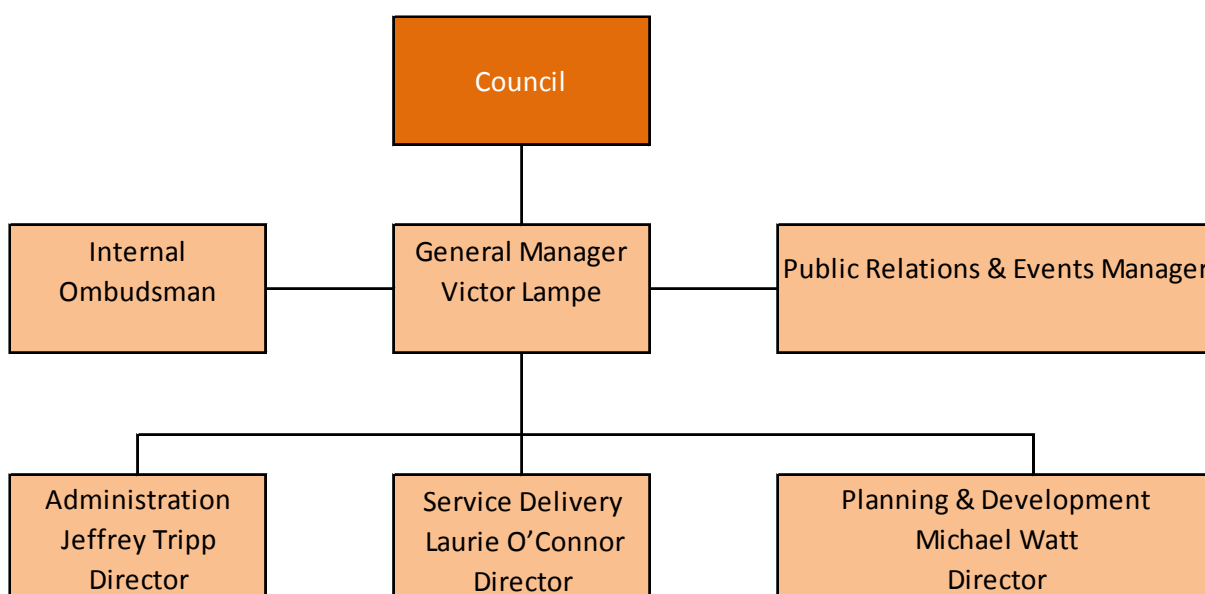 Council
Internal
Ombudsman
General Manager
Victor Lampe
Public Relations & Events Manager
Administration
Jeffrey Tripp
Director
Service Delivery
Laurie O’Connor
Director
Planning & Development
Michael Watt
Director